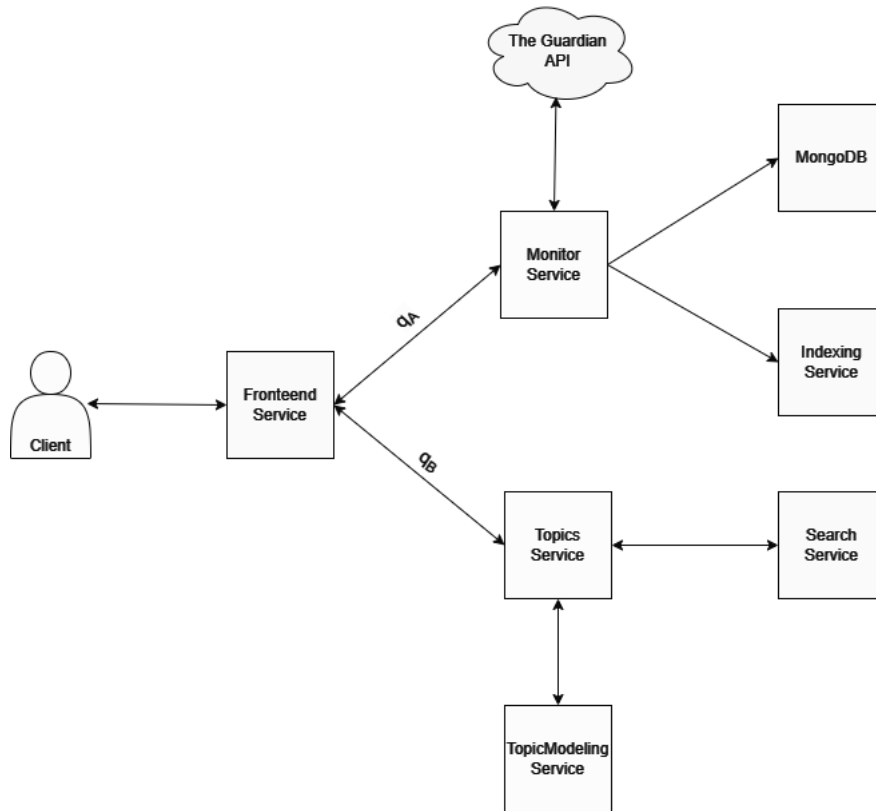 The Guardian
API
MongoDB
Monitor
Service
qA
Indexing
Service
Fronteend
Service
Client
qB
Topics
Service
Search
Service
TopicModeling
Service